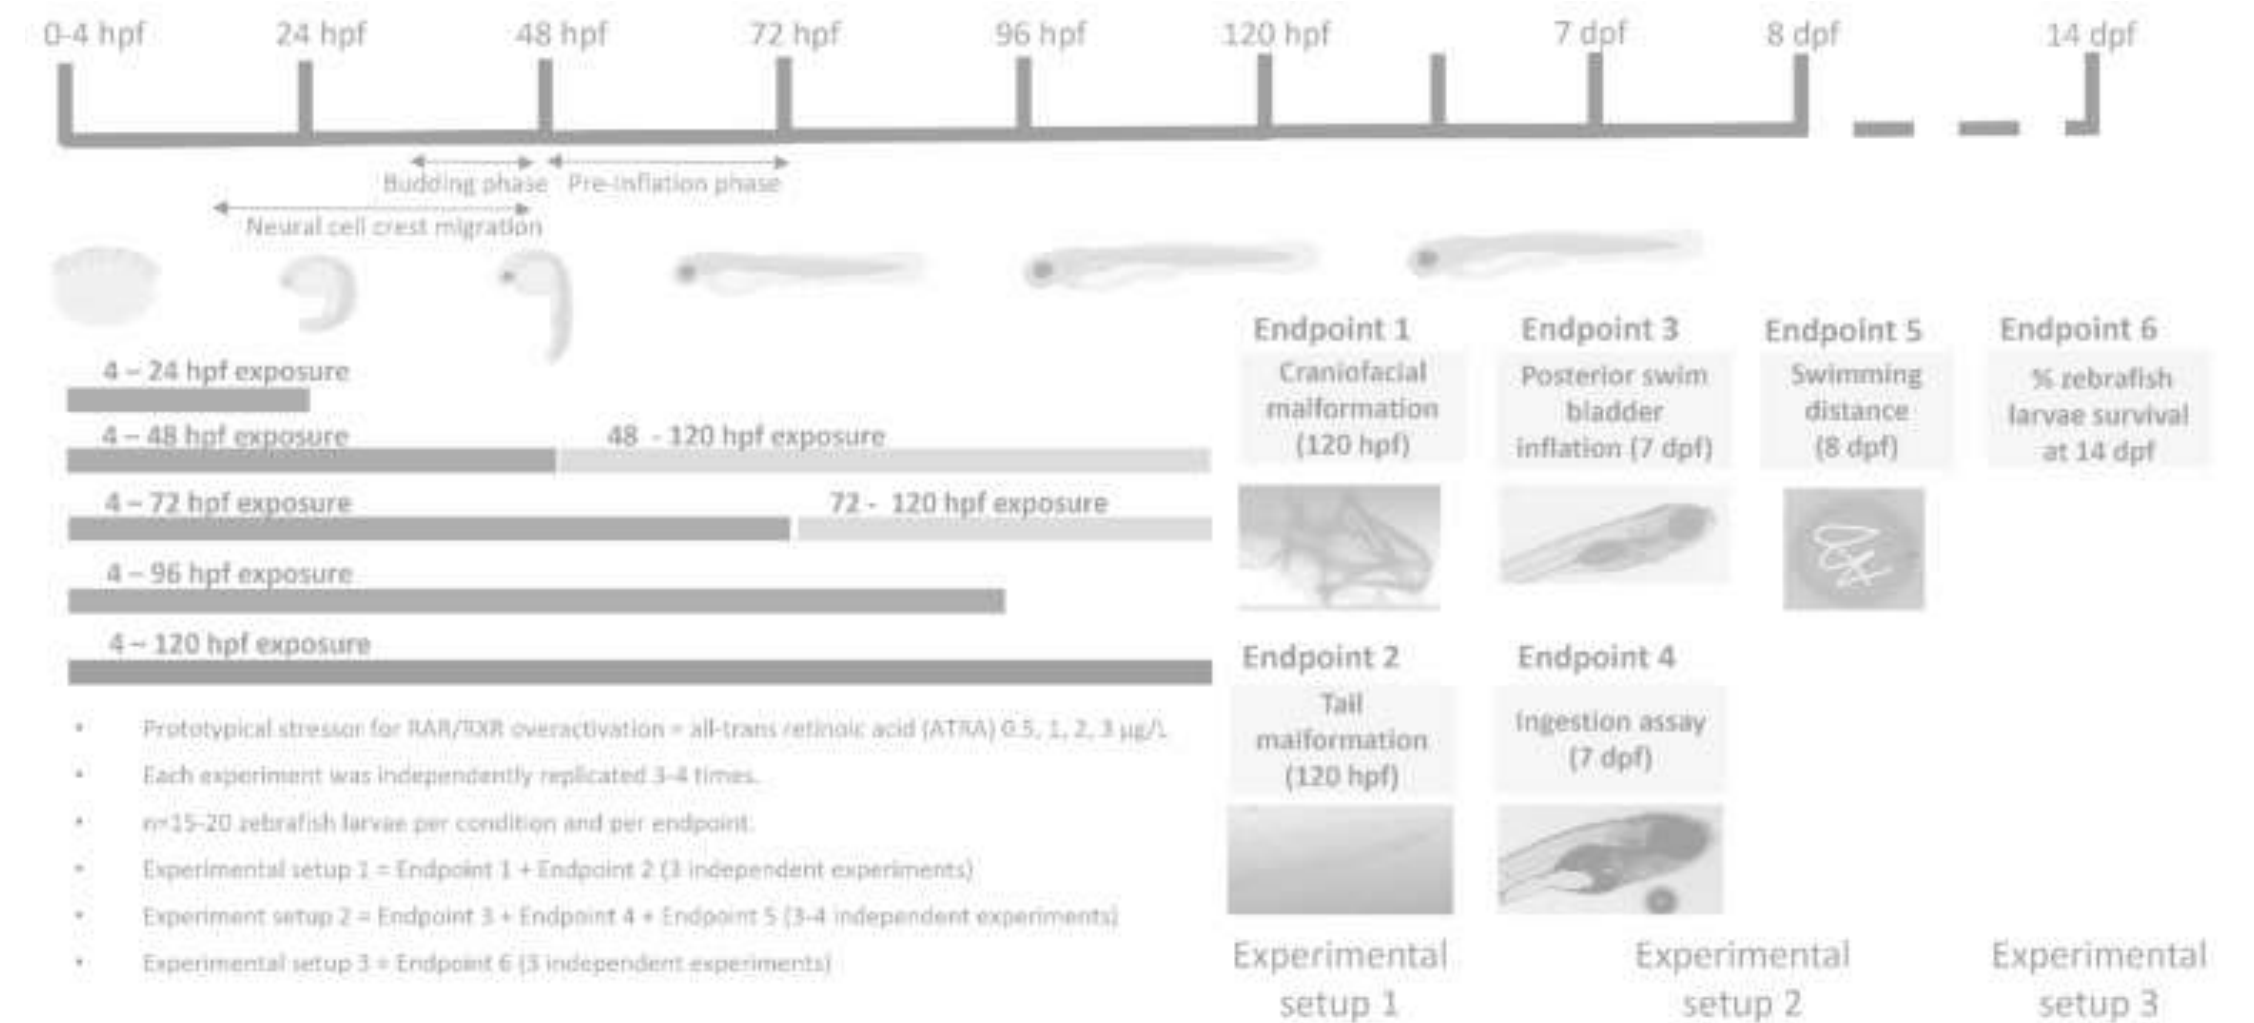 0-4 hpf 24 hpf 48 hpf 72 hpf 96 hpf 120 hpf 7 dpf 8 dpf 14 dpf
Budding phase Pre-inflation phase
Neural cell crest migration
4 – 24 hpf exposure
4 – 48 hpf exposure 48 - 120 hpf exposure
4 – 72 hpf exposure 72 - 120 hpf exposure
4 – 96 hpf exposure
4 – 120 hpf exposure
Endpoint 1
Craniofacial
malformation
(120 hpf)
Endpoint 3
Posterior swim
bladder
inflation (7 dpf)
Endpoint 5
Swimming
distance
(8 dpf)
Endpoint 6
% zebrafish
larvae survival
at 14 dpf
Endpoint 2
Tail
malformation
(120 hpf)
Endpoint 4
Ingestion assay
(7 dpf)
• Prototypical stressor for RAR/RXR overactivation = all-trans retinoic acid (ATRA) 0.5, 1, 2, 3 µg/L
• Each experiment was independently replicated 3-4 times.
• n=15-20 zebrafish larvae per condition and per endpoint.
• Experimental setup 1 = Endpoint 1 + Endpoint 2 (3 independent experiments)
• Experiment setup 2 = Endpoint 3 + Endpoint 4 + Endpoint 5 (3-4 independent experiments)
• Experimental setup 3 = Endpoint 6 (3 independent experiments)
Experimental
setup 1
Experimental
setup 2
Experimental
setup 3